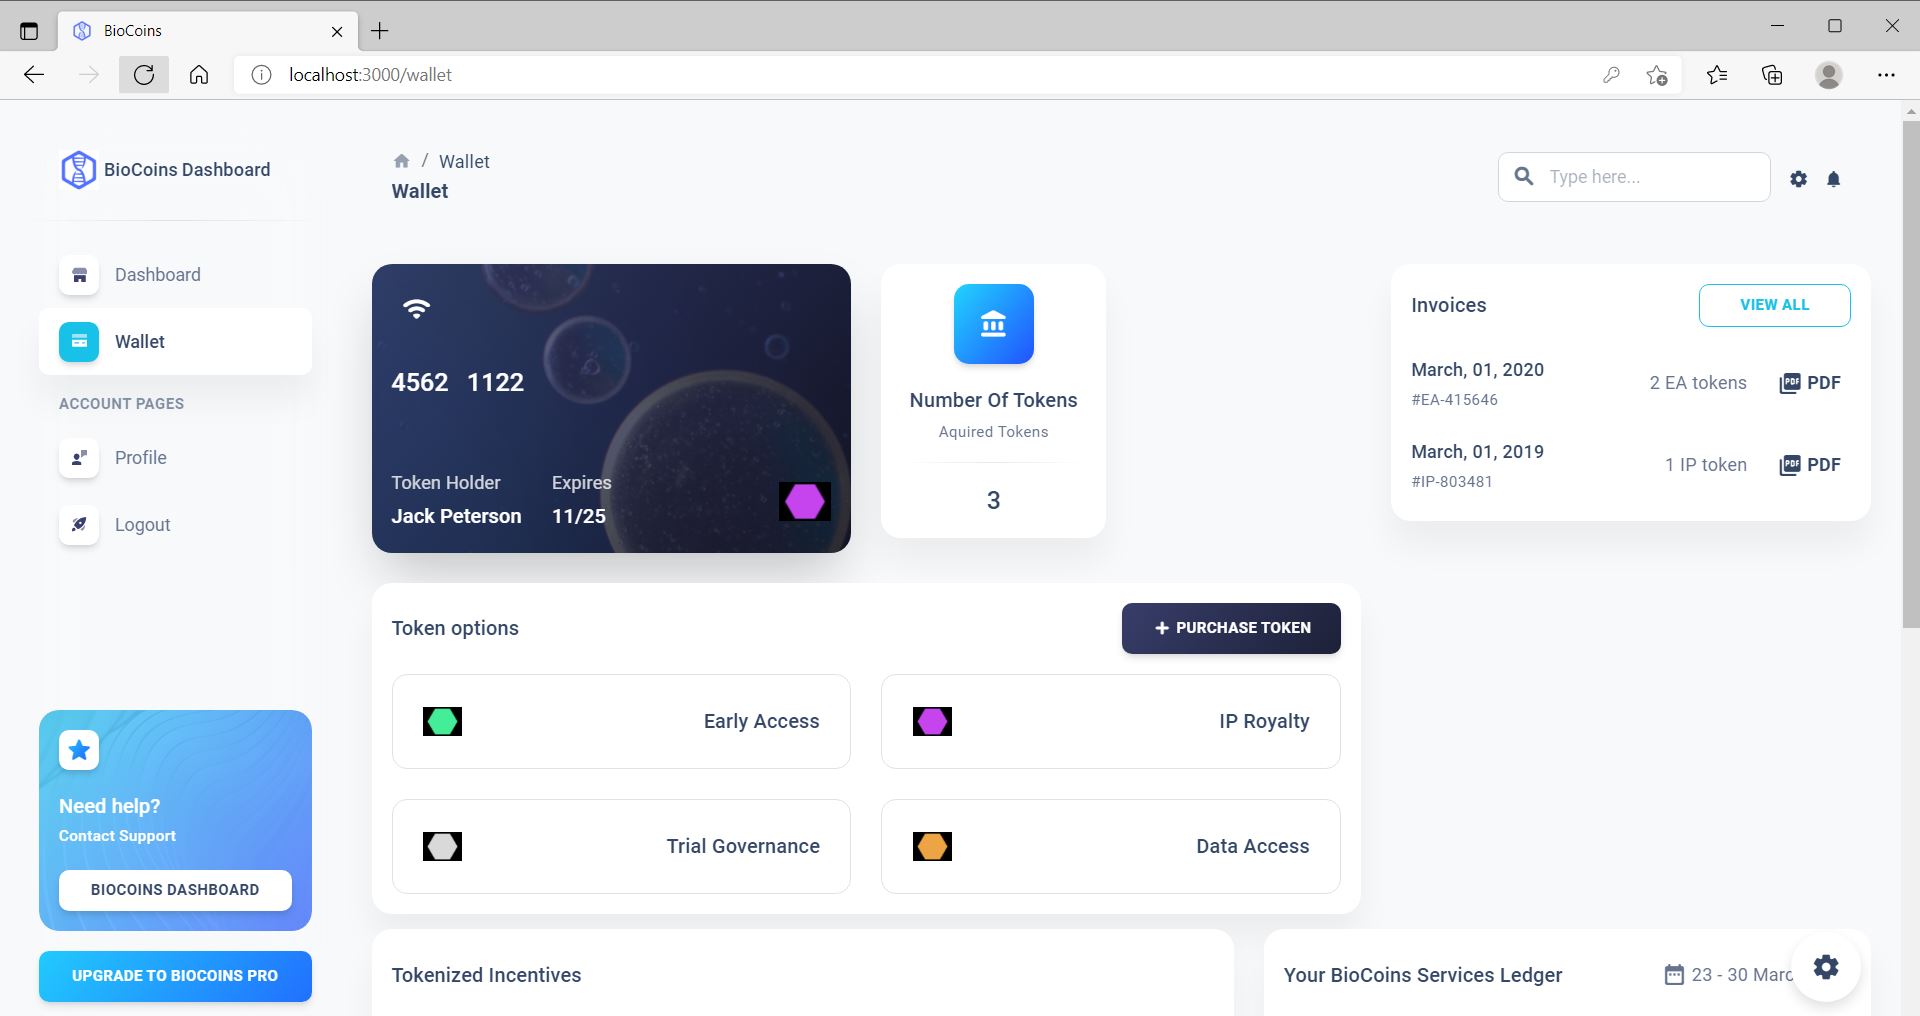 BioCoins
localhost:3000/wallet
BioCoins Dashboard
/ Wallet
Wallet
Type here...
Dashboard
Wallet
ACCOUNT PAGES
Profile
Logout
4562 1122
Token Holder Expires
Jack Peterson 11/25
Number Of Tokens
Aquired Tokens
3
Invoices
VIEW ALL
March, 01, 2020
#EA-415646
2 EA tokens
PDF PDF
March, 01, 2019
#IP-803481
1 IP token
PDF PDF
Token options
+ PURCHASE TOKEN
Early Access
IP Royalty
Trial Governance
Data Access
Need help?
Contact Support
BIOCOINS DASHBOARD
UPGRADE TO BIOCOINS PRO
Tokenized Incentives
Your BioCoins Services Ledger
23 - 30 Marc